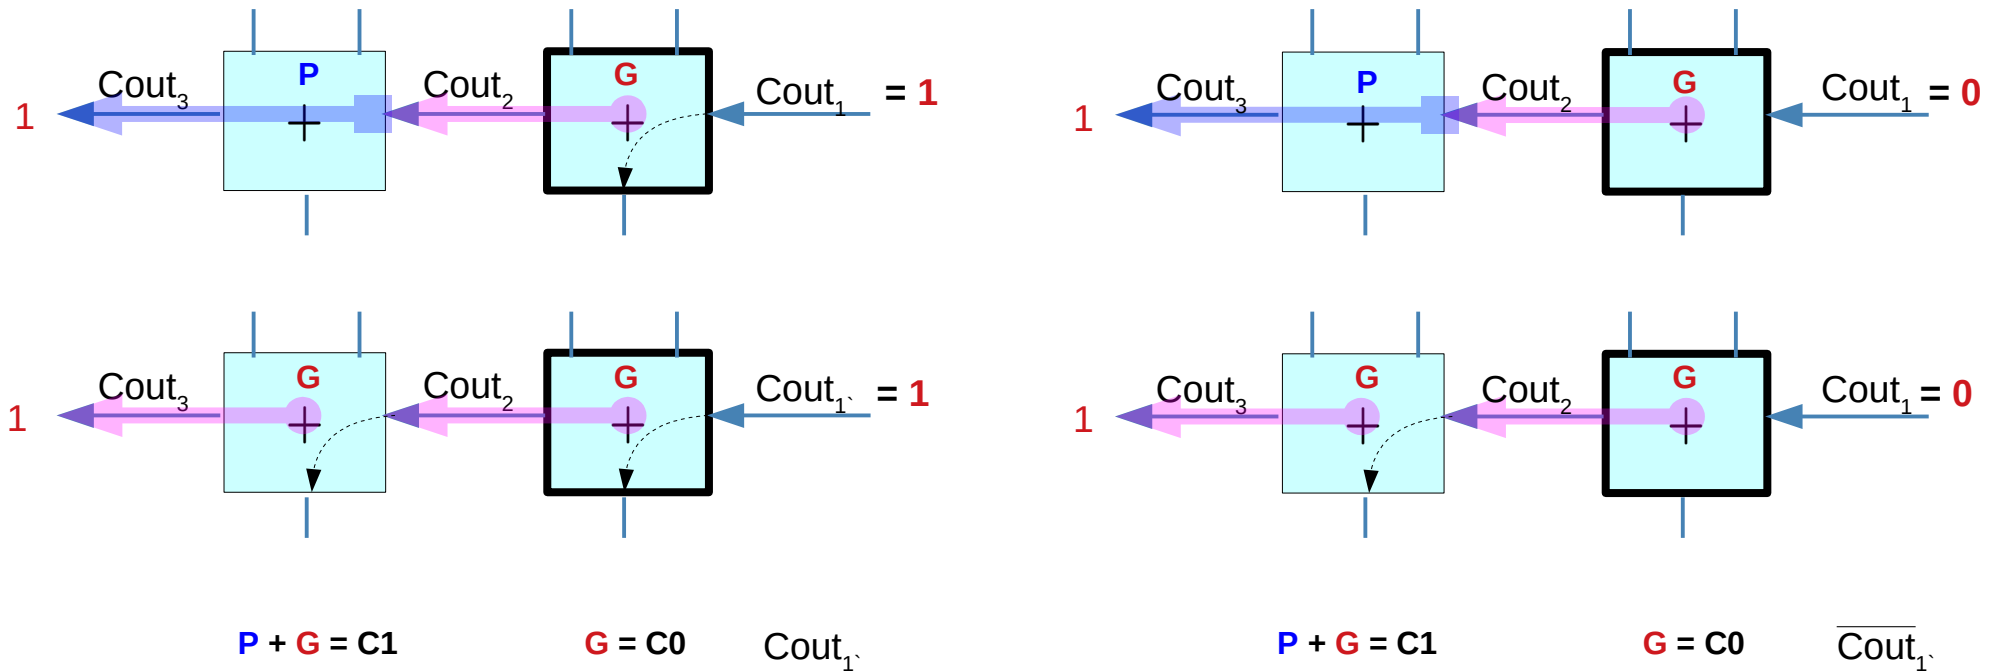 Cout3 P Cout2 G Cout1 = 1
1
Cout3 P Cout2 G Cout1 = 0
1
Cout3 G Cout2 G Cout1` = 1
1
Cout3 G Cout2 G Cout1 = 0
1
P + G = C1 G = C0 Cout1`
P + G = C1 G = C0 C̅o̅u̅t̅1`